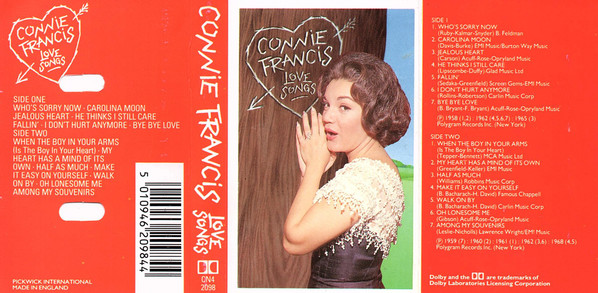 CONNIE
FRANCIS
LOVE
SONGS
SIDE ONE
WHO'S SORRY NOW · CAROLINA MOON
JEALOUS HEART · HE THINKS I STILL CARE
FALLIN' · I DON'T HURT ANYMORE · BYE BYE LOVE
SIDE TWO
WHEN THE BOY IN YOUR ARMS
(IS THE BOY IN YOUR HEART) · MY
HEART HAS A MIND OF ITS
OWN · HALF AS MUCH · MAKE
IT EASY ON YOURSELF · WALK
ON BY · OH LONESOME ME
AMONG MY SOUVENIRS
5 010946 209844
PICKWICK INTERNATIONAL
MADE IN ENGLAND
CONNIE FRANCIS LOVE SONGS
CN4
2098
CONNIE
FRANCIS
LOVE
SONGS
SIDE 1
1. WHO'S SORRY NOW
(Ruby-Kalmar-Snyder) B. Feldman
2. CAROLINA MOON
(Davis-Burke) EMI Music/Burton Way Music
3. JEALOUS HEART
(Carson) Acuff-Rose-Opryland Music
4. HE THINKS I STILL CARE
(Lipscombe-Duffy) Glad Music Ltd
5. FALLIN'
(Sedaka-Greenfield) Screen Gems-EMI Music
6. I DON'T HURT ANYMORE
(Rollins-Robertson) Carlin Music Corp
7. BYE BYE LOVE
(B. Bryant-F. Bryant) Acuff-Rose-Opryland Music
℗ 1958 (1,2) : 1962 (4,5,6,7) : 1965 (3)
Polygram Records Inc. (New York)
SIDE TWO
1. WHEN THE BOY IN YOUR ARMS
(Is The Boy In Your Heart)
(Tepper-Bennett) MCA Music Ltd
2. MY HEART HAS A MIND OF ITS OWN
(Greenfield-Keller) EMI Music
3. HALF AS MUCH
(Williams) Robbins Music Corp
4. MAKE IT EASY ON YOURSELF
(B. Bacharach-H. David) Famous Chappell
5. WALK ON BY
(B. Bacharach-H. David) Carlin Music Corp
6. OH LONESOME ME
(Gibson) Acuff-Rose-Opryland Music
7. AMONG MY SOUVENIRS
(Leslie-Nicholls) Lawrence Wright/EMI Music
℗ 1959 (7) : 1960 (2) : 1961 (1) : 1962 (3,6) : 1968 (4,5)
Polygram Records Inc. (New York)
Dolby and the DD are trademarks of
Dolby Laboratories Licensing Corporation